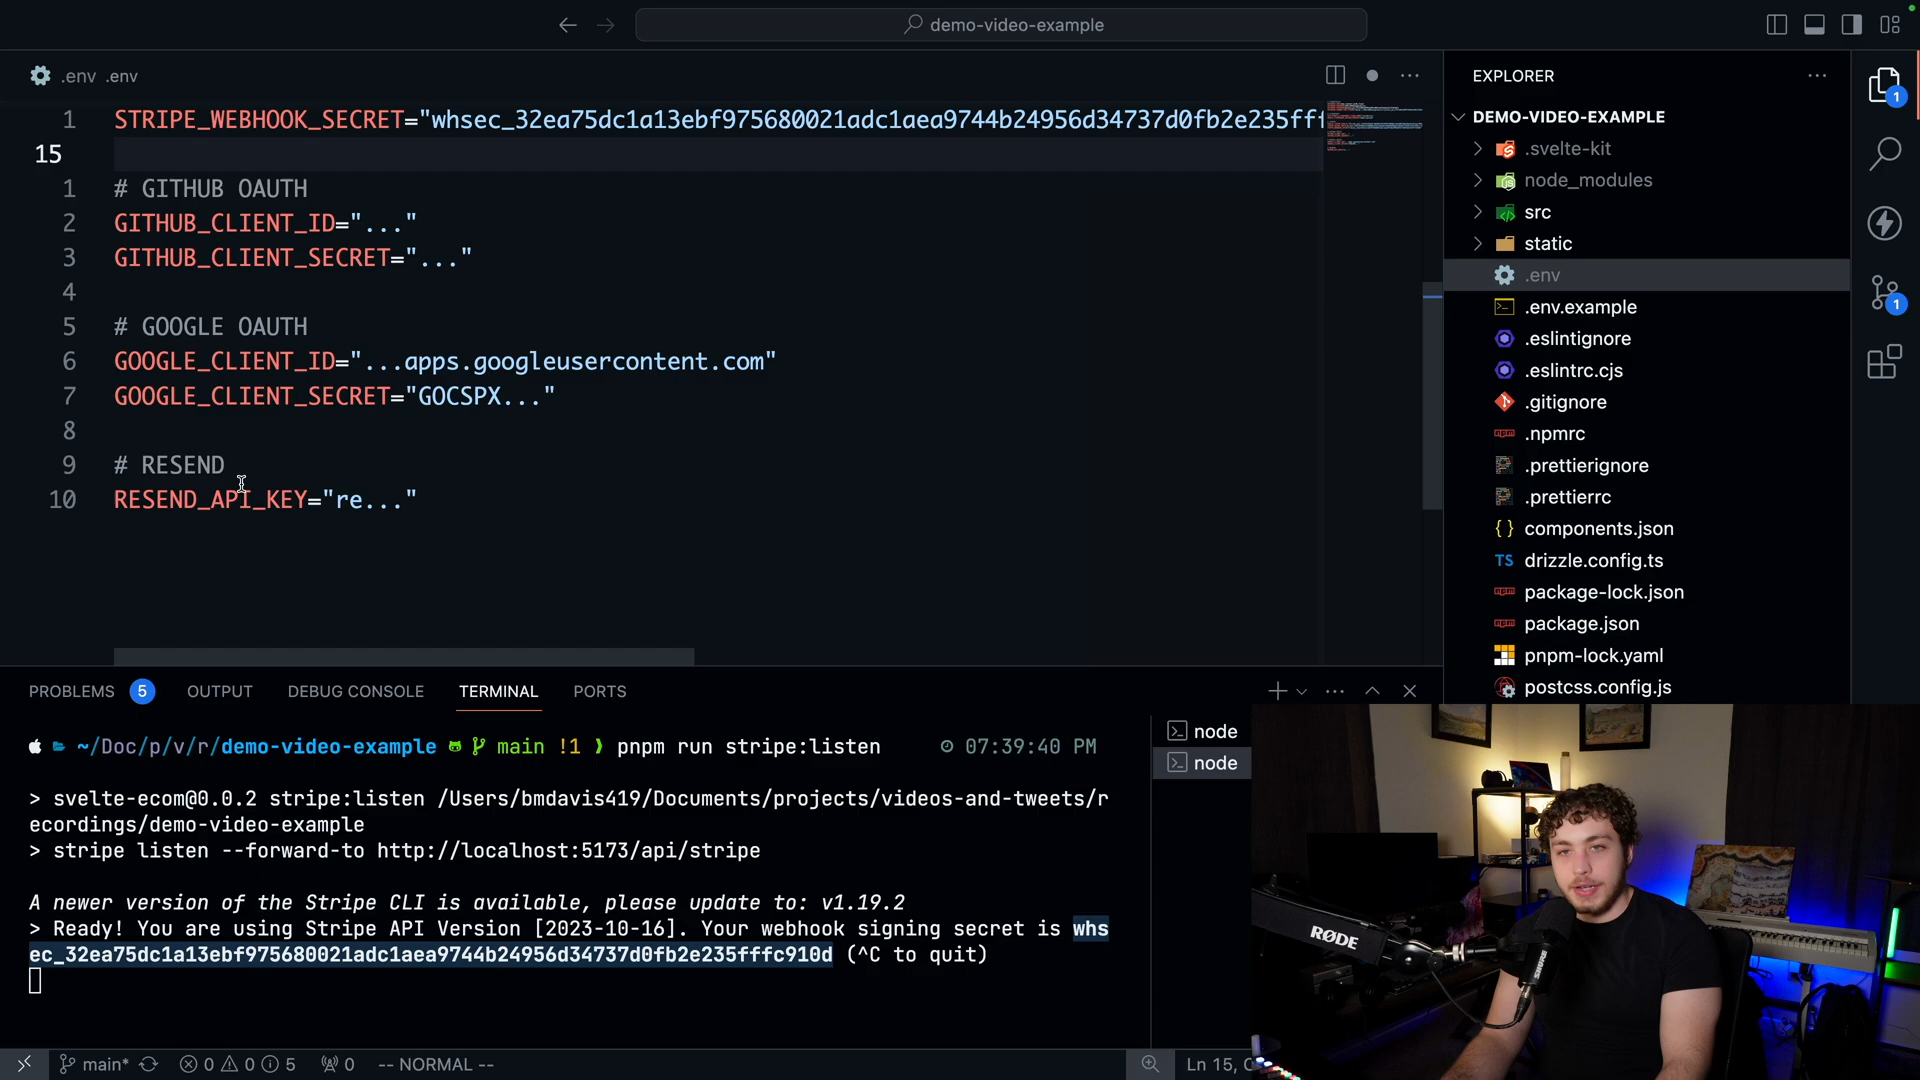 demo-video-example
.env .env
EXPLORER
1
1 STRIPE_WEBHOOK_SECRET="whsec_32ea75dc1a13ebf975680021adc1aea9744b24956d34737d0fb2e235fff
15
1 # GITHUB OAUTH
2 GITHUB_CLIENT_ID="..."
3 GITHUB_CLIENT_SECRET="..."
4
5 # GOOGLE OAUTH
6 GOOGLE_CLIENT_ID="...apps.googleusercontent.com"
7 GOOGLE_CLIENT_SECRET="GOCSPX..."
8
9 # RESEND
10 RESEND_API_KEY="re..."
DEMO-VIDEO-EXAMPLE
.svelte-kit
node_modules
src
static
.env
.env.example
1
.eslintignore
.eslintrc.cjs
.gitignore
npm .npmrc
.prettierignore
.prettierrc
{} components.json
TS drizzle.config.ts
npm package-lock.json
npm package.json
pnpm-lock.yaml
postcss.config.js
PROBLEMS 5 OUTPUT DEBUG CONSOLE TERMINAL PORTS
~/Doc/p/v/r/demo-video-example main !1 ❯ pnpm run stripe:listen 07:39:40 PM
> svelte-ecom@0.0.2 stripe:listen /Users/bmdavis419/Documents/projects/videos-and-tweets/r
ecordings/demo-video-example
> stripe listen --forward-to http://localhost:5173/api/stripe
A newer version of the Stripe CLI is available, please update to: v1.19.2
> Ready! You are using Stripe API Version [2023-10-16]. Your webhook signing secret is whs
ec_32ea75dc1a13ebf975680021adc1aea9744b24956d34737d0fb2e235fffc910d (^C to quit)
node
node
RØDE
SHURE
main* 0 0 5 0 -- NORMAL -- Ln 15, C